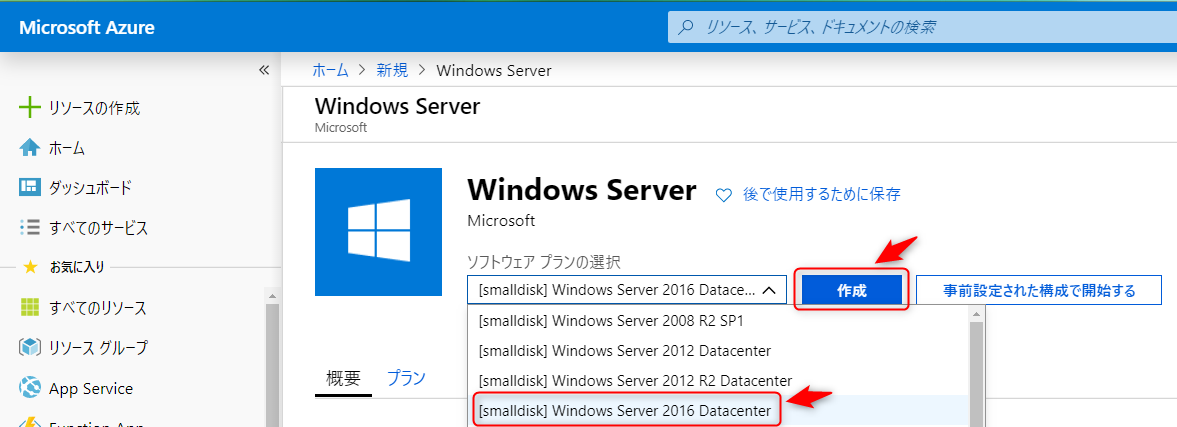 Microsoft Azure
リソース、サービス、ドキュメントの検索
ホーム > 新規 > Windows Server
Windows Server
Microsoft
リソースの作成
ホーム
ダッシュボード
すべてのサービス
お気に入り
すべてのリソース
リソース グループ
App Service
Function App
Windows Server
後で使用するために保存
Microsoft
ソフトウェア プランの選択
[smalldisk] Windows Server 2016 Datace...
作成
事前設定された構成で開始する
[smalldisk] Windows Server 2008 R2 SP1
[smalldisk] Windows Server 2012 Datacenter
[smalldisk] Windows Server 2012 R2 Datacenter
[smalldisk] Windows Server 2016 Datacenter
概要 プラン